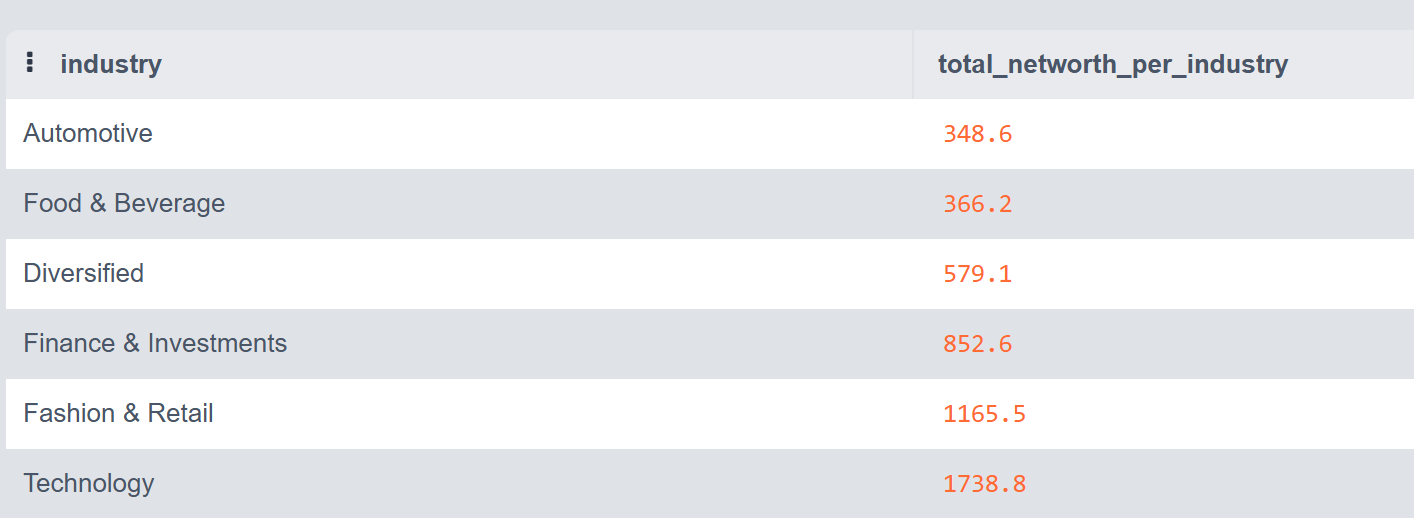 industry total_networth_per_industry
Automotive 348.6
Food & Beverage 366.2
Diversified 579.1
Finance & Investments 852.6
Fashion & Retail 1165.5
Technology 1738.8